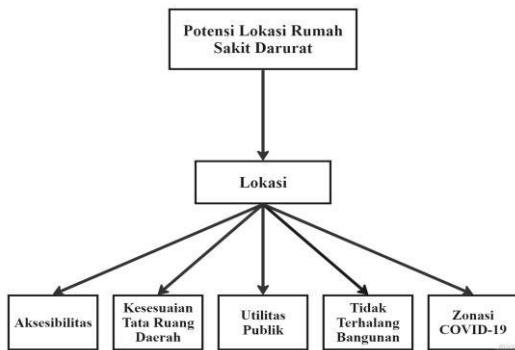 Potensi Lokasi Rumah
Sakit Darurat
Lokasi
Aksesibilitas
Kesesuaian
Tata Ruang
Daerah
Utilitas
Publik
Tidak
Terhalang
Bangunan
Zonasi
COVID-19